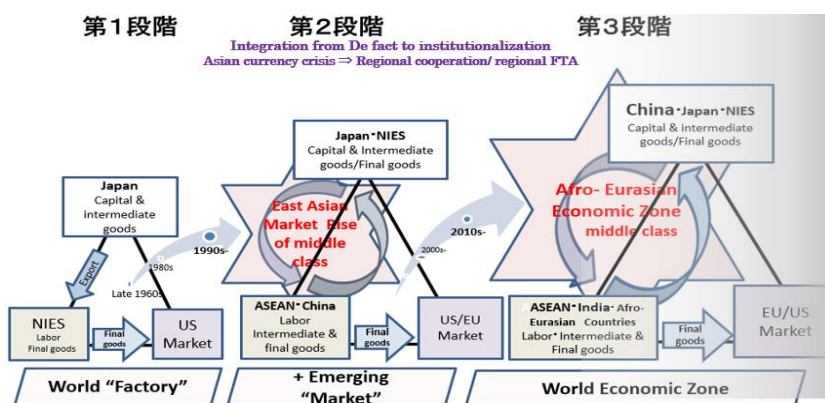 第1段階
第2段階
第3段階
Integration from De fact to institutionalization
Asian currency crisis ⇒ Regional cooperation/ regional FTA
Japan
Capital &
intermediate
goods
Export
Late 1960s
1980s
1990s-
NIES
Labor
Final goods
Final
goods
US
Market
World “Factory”
Japan・NIES
Capital & Intermediate
goods/Final goods
East Asian
Market Rise
of middle
class
2000s-
2010s-
ASEAN・China
Labor
Intermediate &
final goods
Final
goods
US/EU
Market
+ Emerging
“Market”
China・Japan・NIES
Capital & intermediate
goods/Final goods
Afro- Eurasian
Economic Zone
middle class
ASEAN・India・Afro-
Eurasian Countries
Labor・Intermediate &
Final goods
Final
goods
EU/US
Market
World Economic Zone